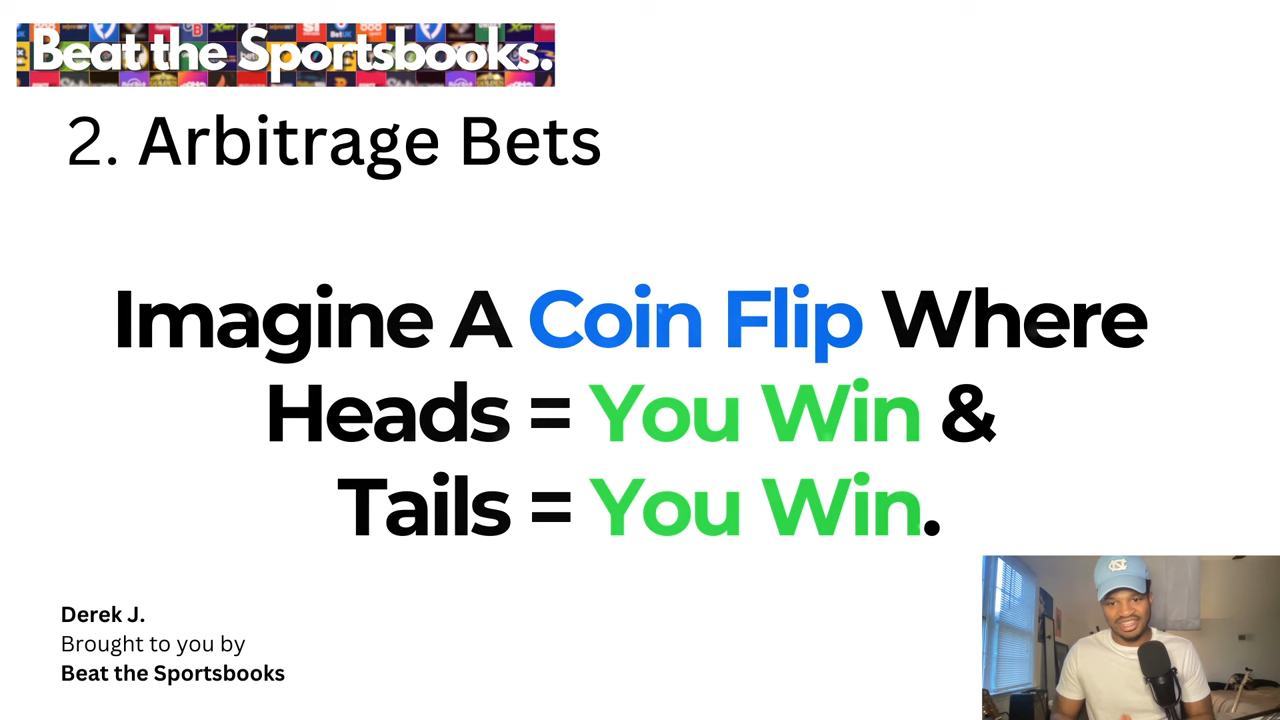 Beat the Sportsbooks.
2. Arbitrage Bets
Imagine A Coin Flip Where
Heads = You Win &
Tails = You Win.
Derek J.
Brought to you by
Beat the Sportsbooks